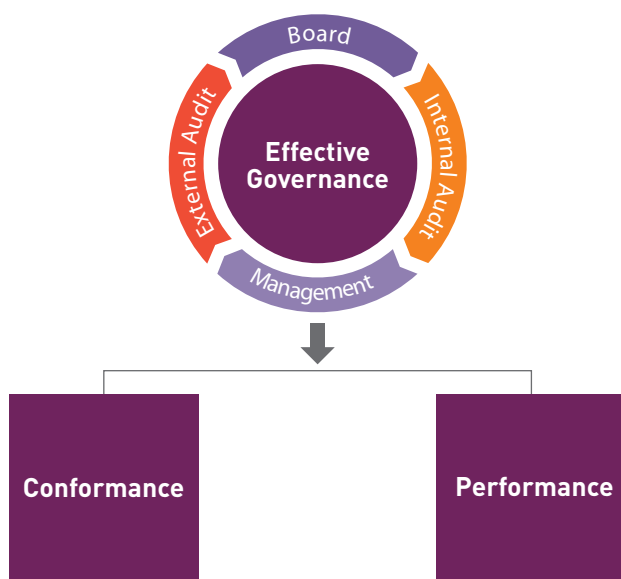 Board
External Audit
Internal Audit
Effective
Governance
Management
Conformance
Performance